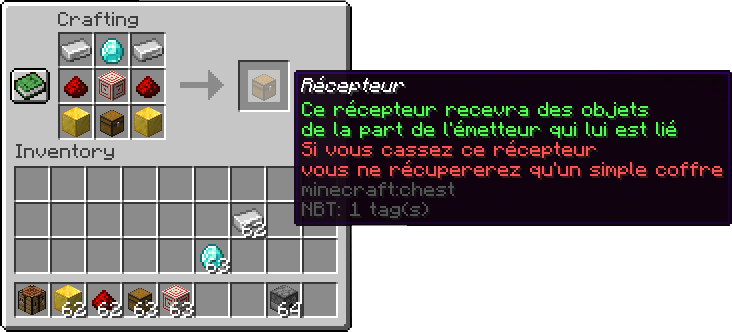 Crafting
Récepteur
Ce récepteur recevra des objets
de la part de l'émetteur qui lui est lié
Si vous cassez ce récepteur
vous ne récupererez qu'un simple coffre
minecraft:chest
NBT: 1 tag(s)
Inventory
62
63
62 62 63 63 64